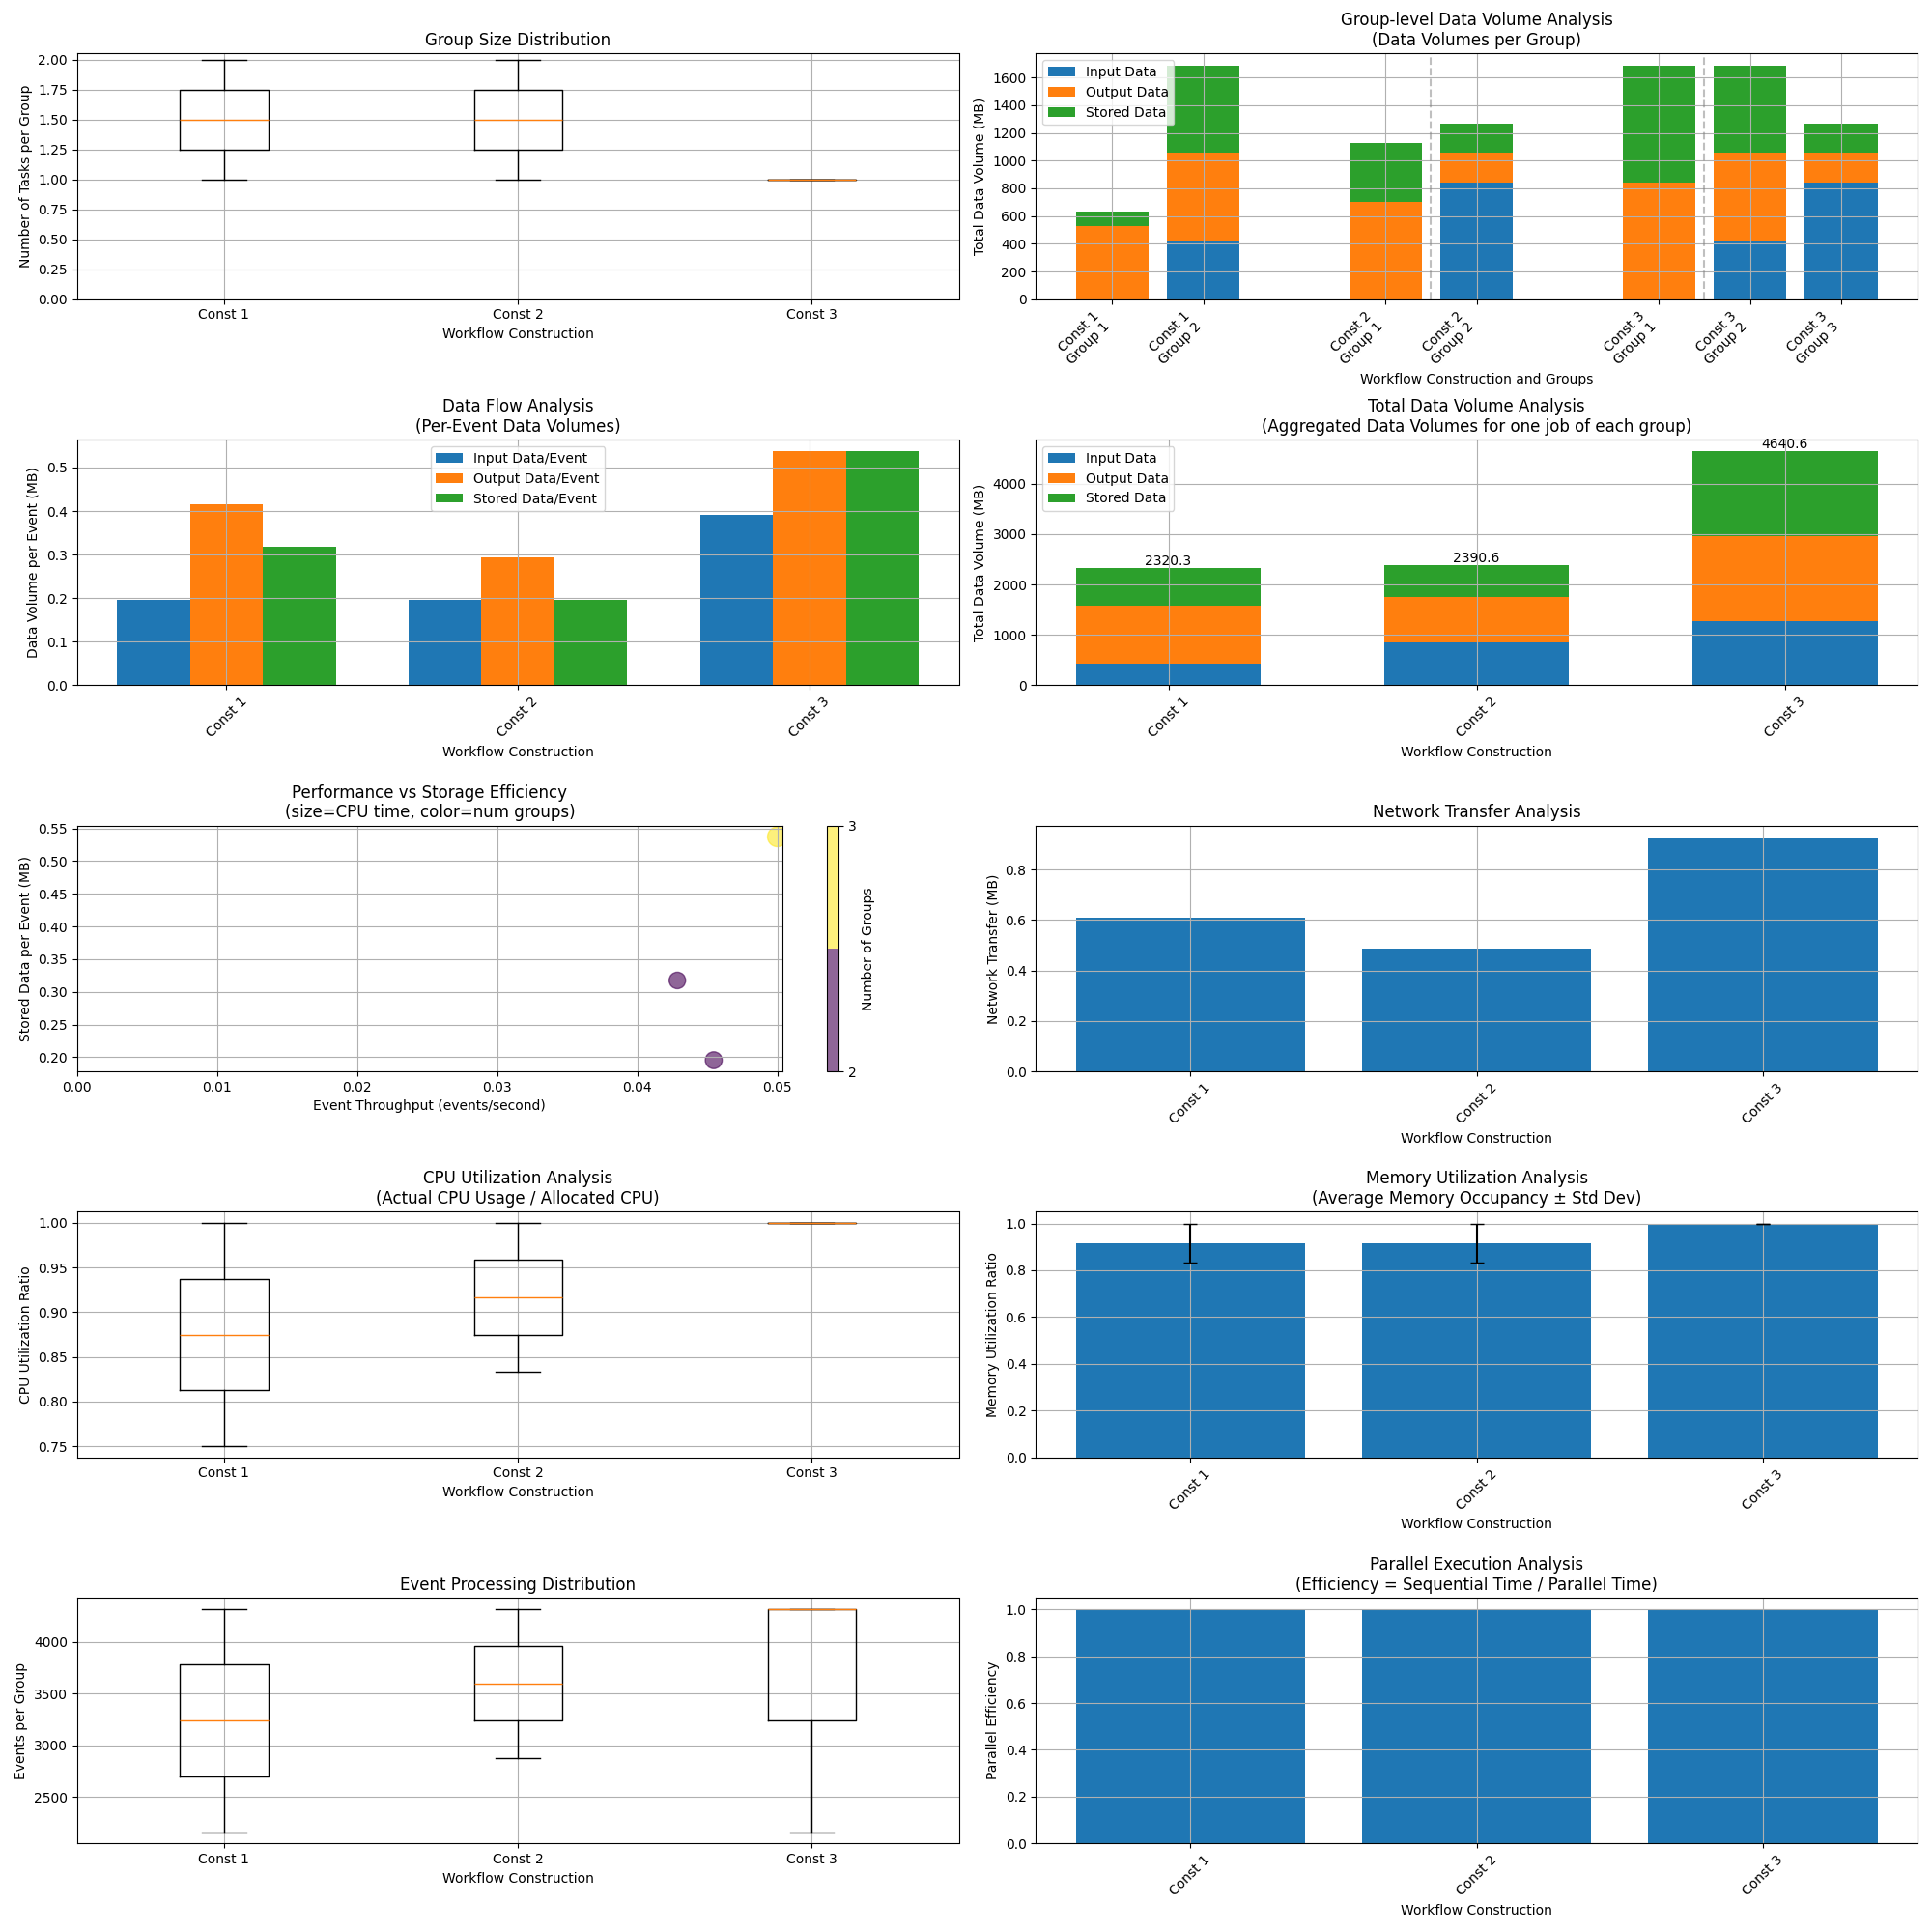 Group Size Distribution
Number of Tasks per Group
2.00
1.75
1.50
1.25
1.00
0.75
0.50
0.25
0.00
Const 1
Const 2
Const 3
Workflow Construction
Group-level Data Volume Analysis
(Data Volumes per Group)
Total Data Volume (MB)
1600
1400
1200
1000
800
600
400
200
0
Input Data
Output Data
Stored Data
Const 1
Group 1
Const 1
Group 2
Const 2
Group 1
Const 2
Group 2
Const 3
Group 1
Const 3
Group 2
Const 3
Group 3
Workflow Construction and Groups
Data Flow Analysis
(Per-Event Data Volumes)
Data Volume per Event (MB)
0.5
0.4
0.3
0.2
0.1
0.0
Input Data/Event
Output Data/Event
Stored Data/Event
Const 1
Const 2
Const 3
Workflow Construction
Total Data Volume Analysis
(Aggregated Data Volumes for one job of each group)
Total Data Volume (MB)
4000
3000
2000
1000
0
Input Data
Output Data
Stored Data
2320.3
2390.6
4640.6
Const 1
Const 2
Const 3
Workflow Construction
Performance vs Storage Efficiency
(size=CPU time, color=num groups)
Stored Data per Event (MB)
0.55
0.50
0.45
0.40
0.35
0.30
0.25
0.20
0.00
0.01
0.02
0.03
0.04
0.05
Event Throughput (events/second)
3
2
Number of Groups
Network Transfer Analysis
Network Transfer (MB)
0.8
0.6
0.4
0.2
0.0
Const 1
Const 2
Const 3
Workflow Construction
CPU Utilization Analysis
(Actual CPU Usage / Allocated CPU)
CPU Utilization Ratio
1.00
0.95
0.90
0.85
0.80
0.75
Const 1
Const 2
Const 3
Workflow Construction
Memory Utilization Analysis
(Average Memory Occupancy ± Std Dev)
Memory Utilization Ratio
1.0
0.8
0.6
0.4
0.2
0.0
Const 1
Const 2
Const 3
Workflow Construction
Event Processing Distribution
Events per Group
4000
3500
3000
2500
Const 1
Const 2
Const 3
Workflow Construction
Parallel Execution Analysis
(Efficiency = Sequential Time / Parallel Time)
Parallel Efficiency
1.0
0.8
0.6
0.4
0.2
0.0
Const 1
Const 2
Const 3
Workflow Construction